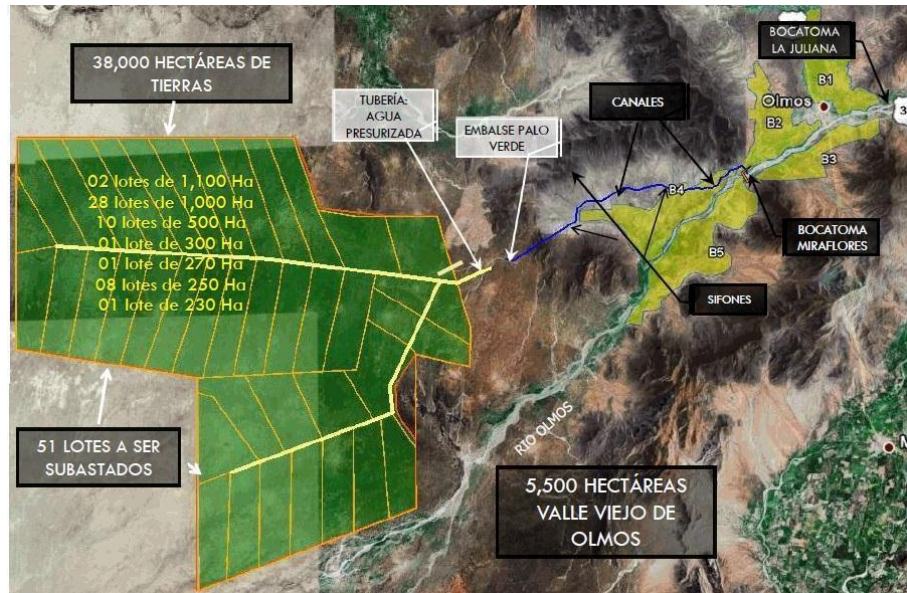 38,000 HECTÁREAS DE
TIERRAS
02 lotes de 1,100 Ha
28 lotes de 1,000 Ha
10 lotes de 500 Ha
01 lote de 300 Ha
01 lote de 270 Ha
08 lotes de 250 Ha
01 lote de 230 Ha
51 LOTES A SER
SUBASTADOS
TUBERÍA:
AGUA
PRESURIZADA
EMBALSE PALO
VERDE
CANALES
BOCATOMA
LA JULIANA
B1
Olmos
3
B2
B3
B4
B5
BOCATOMA
MIRAFLORES
SIFONES
RIO OLMOS
M
5,500 HECTÁREAS
VALLE VIEJO DE
OLMOS